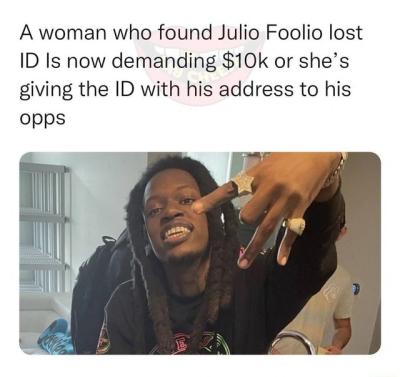 A woman who found Julio Foolio lost
ID Is now demanding $10k or she's
giving the ID with his address to his
opps